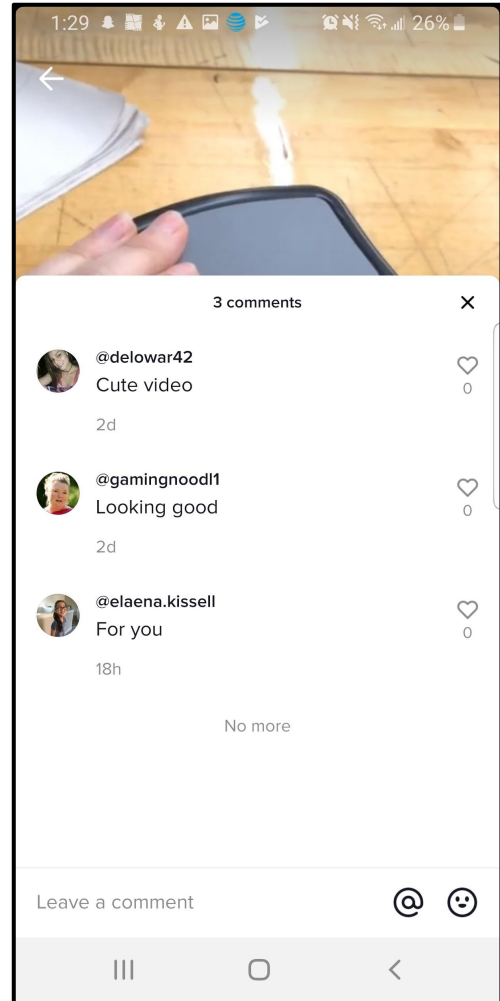 1:29 26%
3 comments
@delowar42
Cute video
0
2d
@gamingnoodl1
Looking good
0
2d
@elaena.kissell
For you
0
18h
No more
Leave a comment